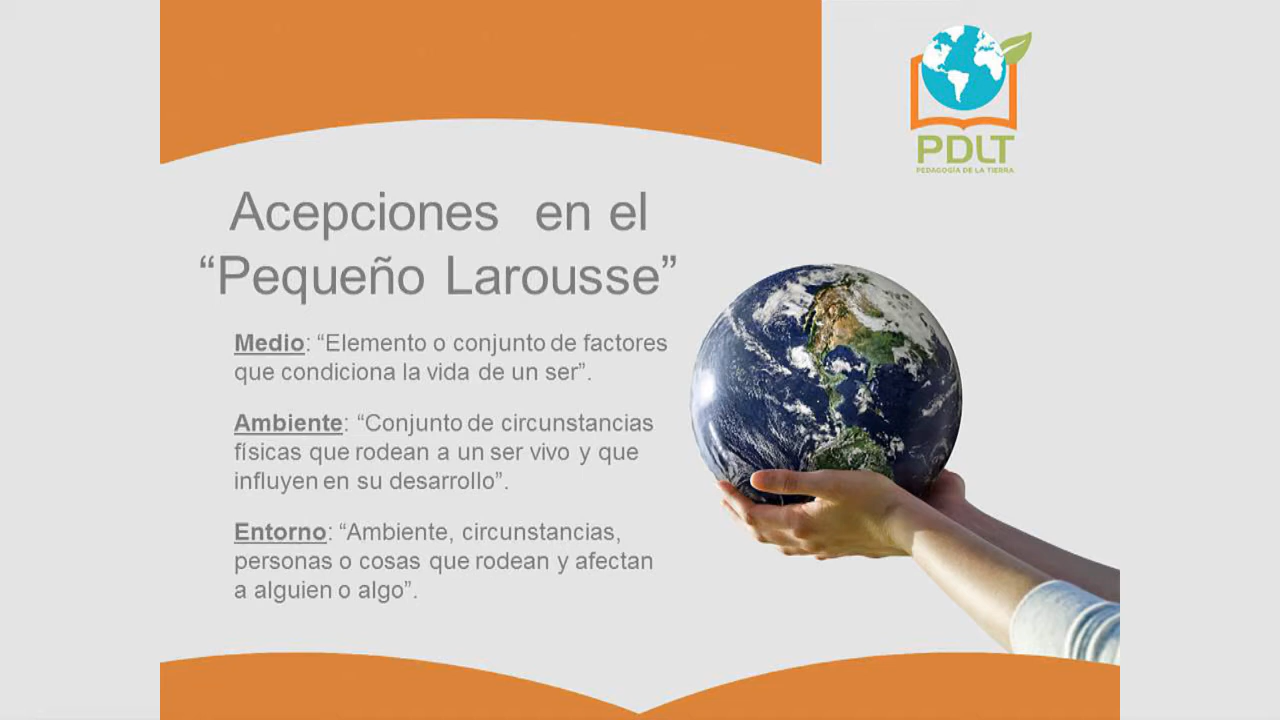 PDLT
PEDAGOGÍA DE LA TIERRA
Acepciones en el
“Pequeño Larousse”
Medio: “Elemento o conjunto de factores
que condiciona la vida de un ser”.
Ambiente: “Conjunto de circunstancias
físicas que rodean a un ser vivo y que
influyen en su desarrollo”.
Entorno: “Ambiente, circunstancias,
personas o cosas que rodean y afectan
a alguien o algo”.